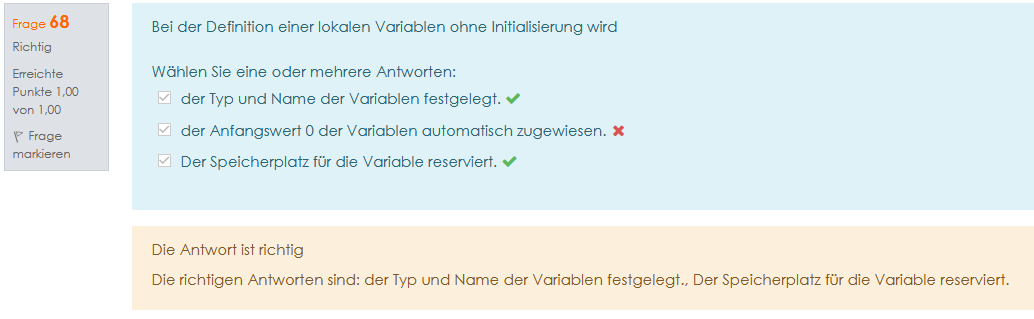 Frage 68
Richtig
Erreichte
Punkte 1,00
von 1,00
Frage
markieren
Bei der Definition einer lokalen Variablen ohne Initialisierung wird
Wählen Sie eine oder mehrere Antworten:
der Typ und Name der Variablen festgelegt.
der Anfangswert 0 der Variablen automatisch zugewiesen.
Der Speicherplatz für die Variable reserviert.
Die Antwort ist richtig
Die richtigen Antworten sind: der Typ und Name der Variablen festgelegt., Der Speicherplatz für die Variable reserviert.